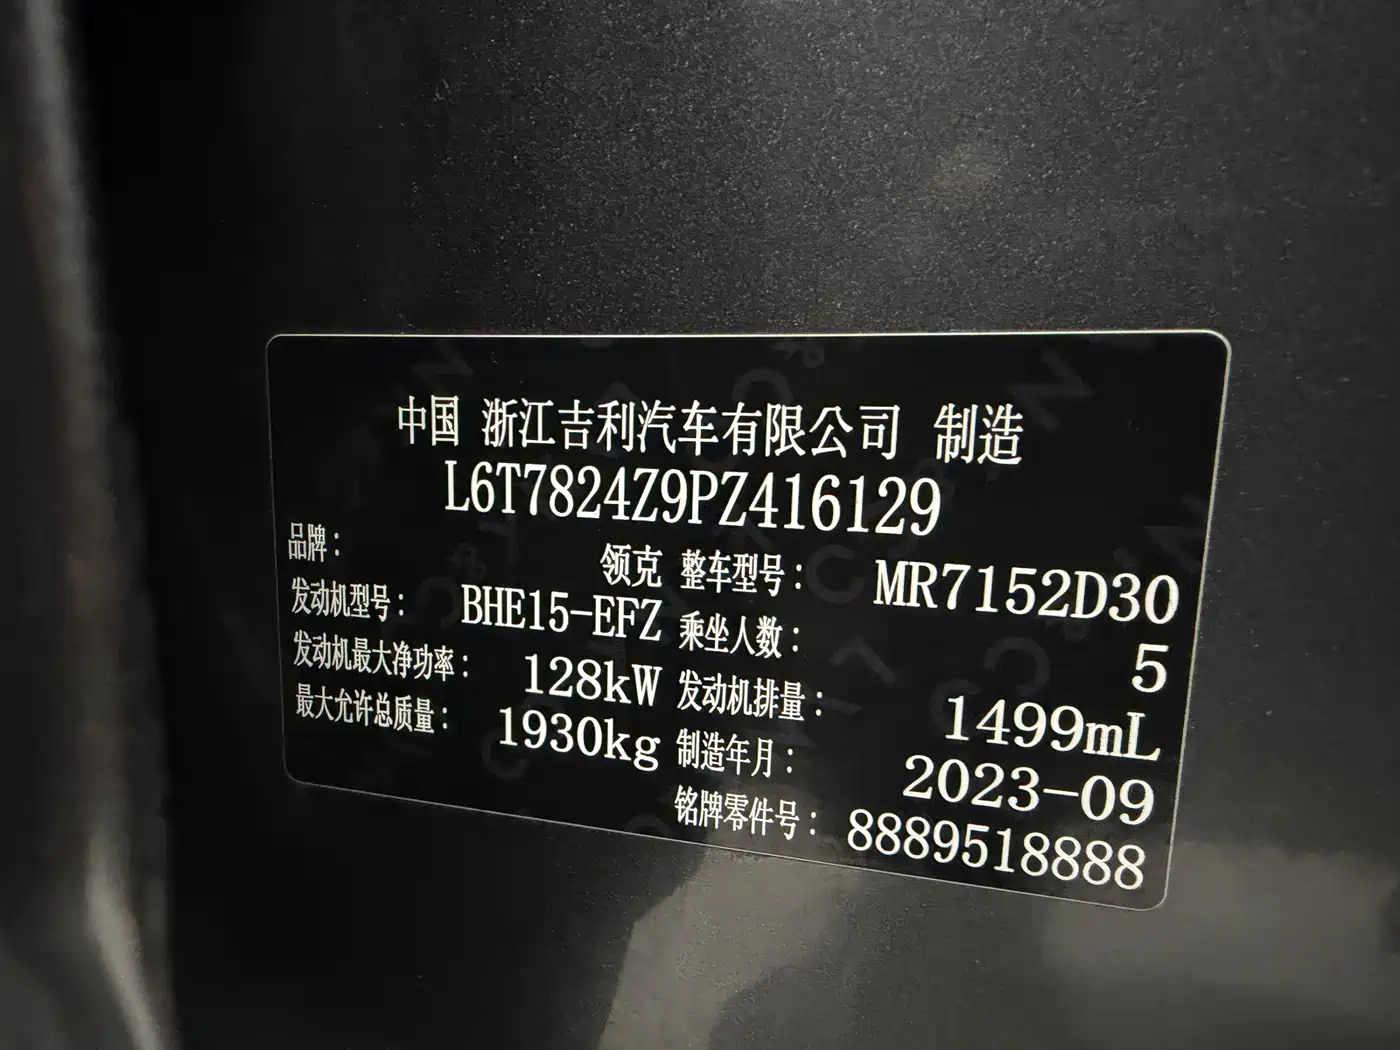 中国 浙江吉利汽车有限公司 制造
L6T7824Z9PZ416129
品牌： 领克 整车型号： MR7152D30
发动机型号： BHE15-EFZ 乘坐人数： 5
发动机最大净功率： 128kW 发动机排量： 1499mL
最大允许总质量： 1930kg 制造年月： 2023-09
铭牌零件号： 8889518888